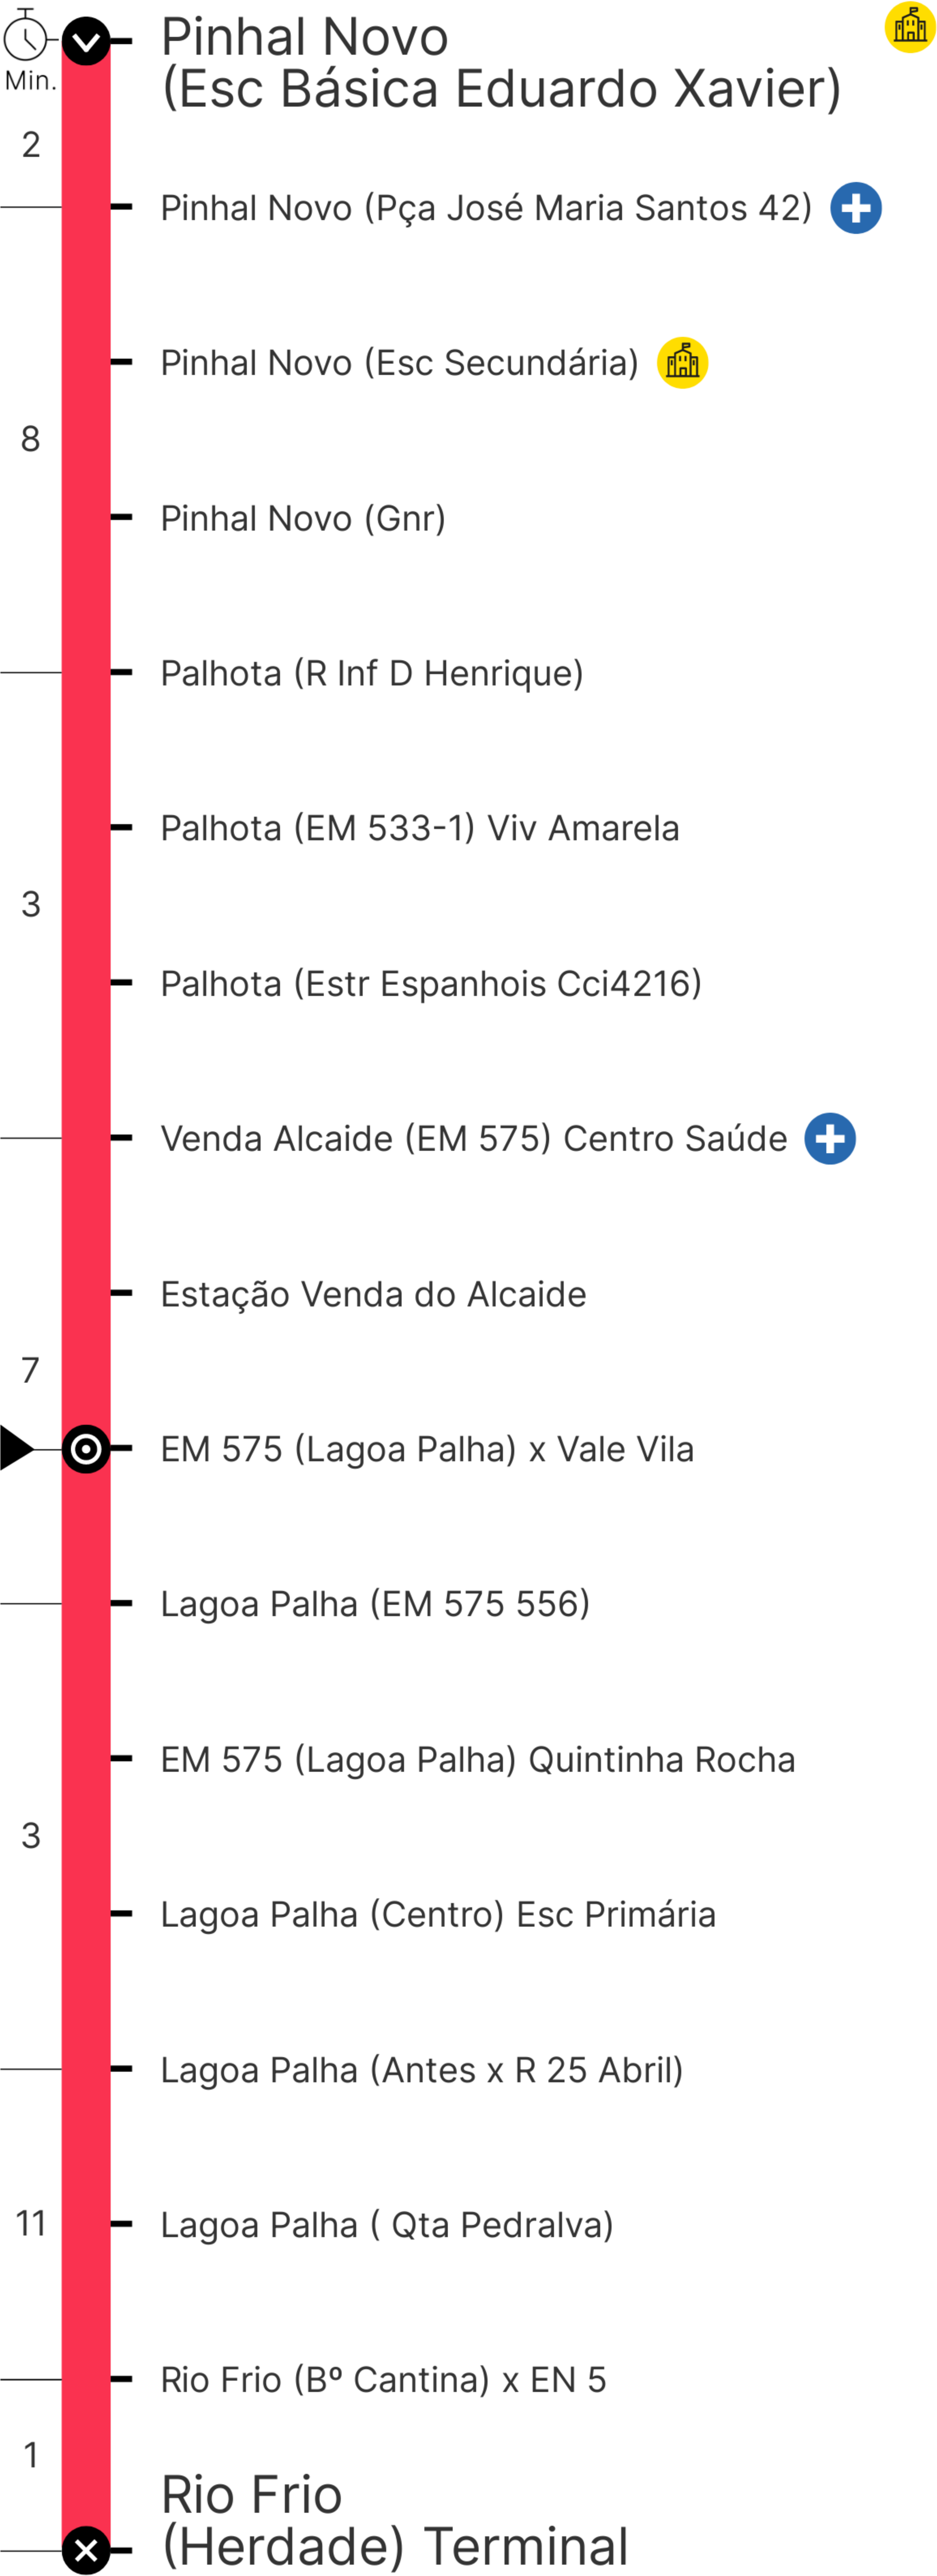 Pinhal Novo
(Esc Básica Eduardo Xavier)
Min.
2
Pinhal Novo (Pça José Maria Santos 42)
Pinhal Novo (Esc Secundária)
8
Pinhal Novo (Gnr)
Palhota (R Inf D Henrique)
Palhota (EM 533-1) Viv Amarela
3
Palhota (Estr Espanhois Cci4216)
Venda Alcaide (EM 575) Centro Saúde
Estação Venda do Alcaide
7
EM 575 (Lagoa Palha) x Vale Vila
Lagoa Palha (EM 575 556)
EM 575 (Lagoa Palha) Quintinha Rocha
3
Lagoa Palha (Centro) Esc Primária
Lagoa Palha (Antes x R 25 Abril)
11
Lagoa Palha ( Qta Pedralva)
Rio Frio (Bº Cantina) x EN 5
1
Rio Frio
(Herdade) Terminal